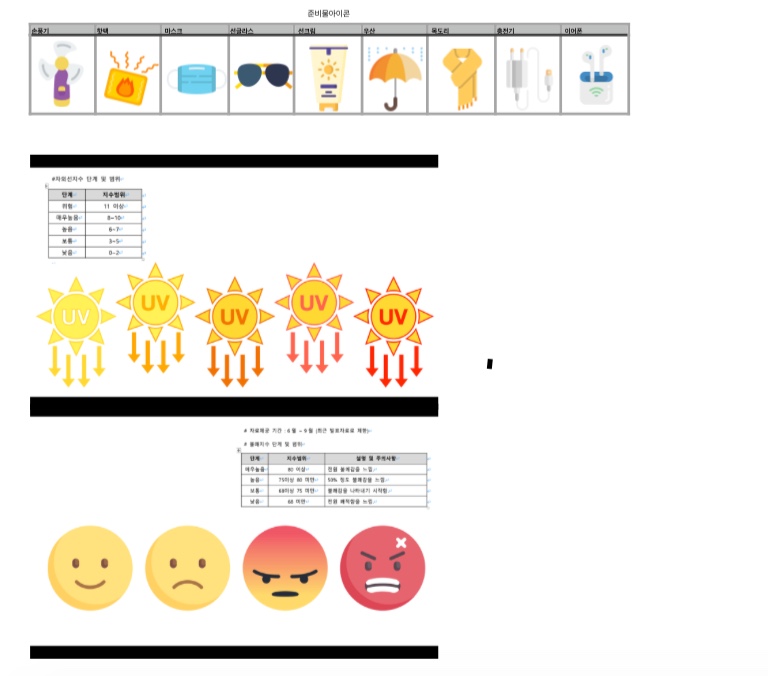 준비물아이콘
손풍기 핫팩 마스크 선글라스 선크림 우산 목도리 충전기 이어폰
#자외선지수 단계 및 범위
단계 지수범위
위험 11 이상
매우높음 8~10
높음 6~7
보통 3~5
낮음 0~2
UV UV UV UV UV
# 자료제공 기간 : 6월 ~ 9월 (최근 발표자료로 제한)
# 불쾌지수 단계 및 범위
단계 지수범위 설명 및 주의사항
매우높음 80 이상 전원 불쾌감을 느낌
높음 75이상 80 미만 50% 정도 불쾌감을 느낌
보통 68이상 75 미만 불쾌감을 나타내기 시작함
낮음 68 미만 전원 쾌적함을 느낌